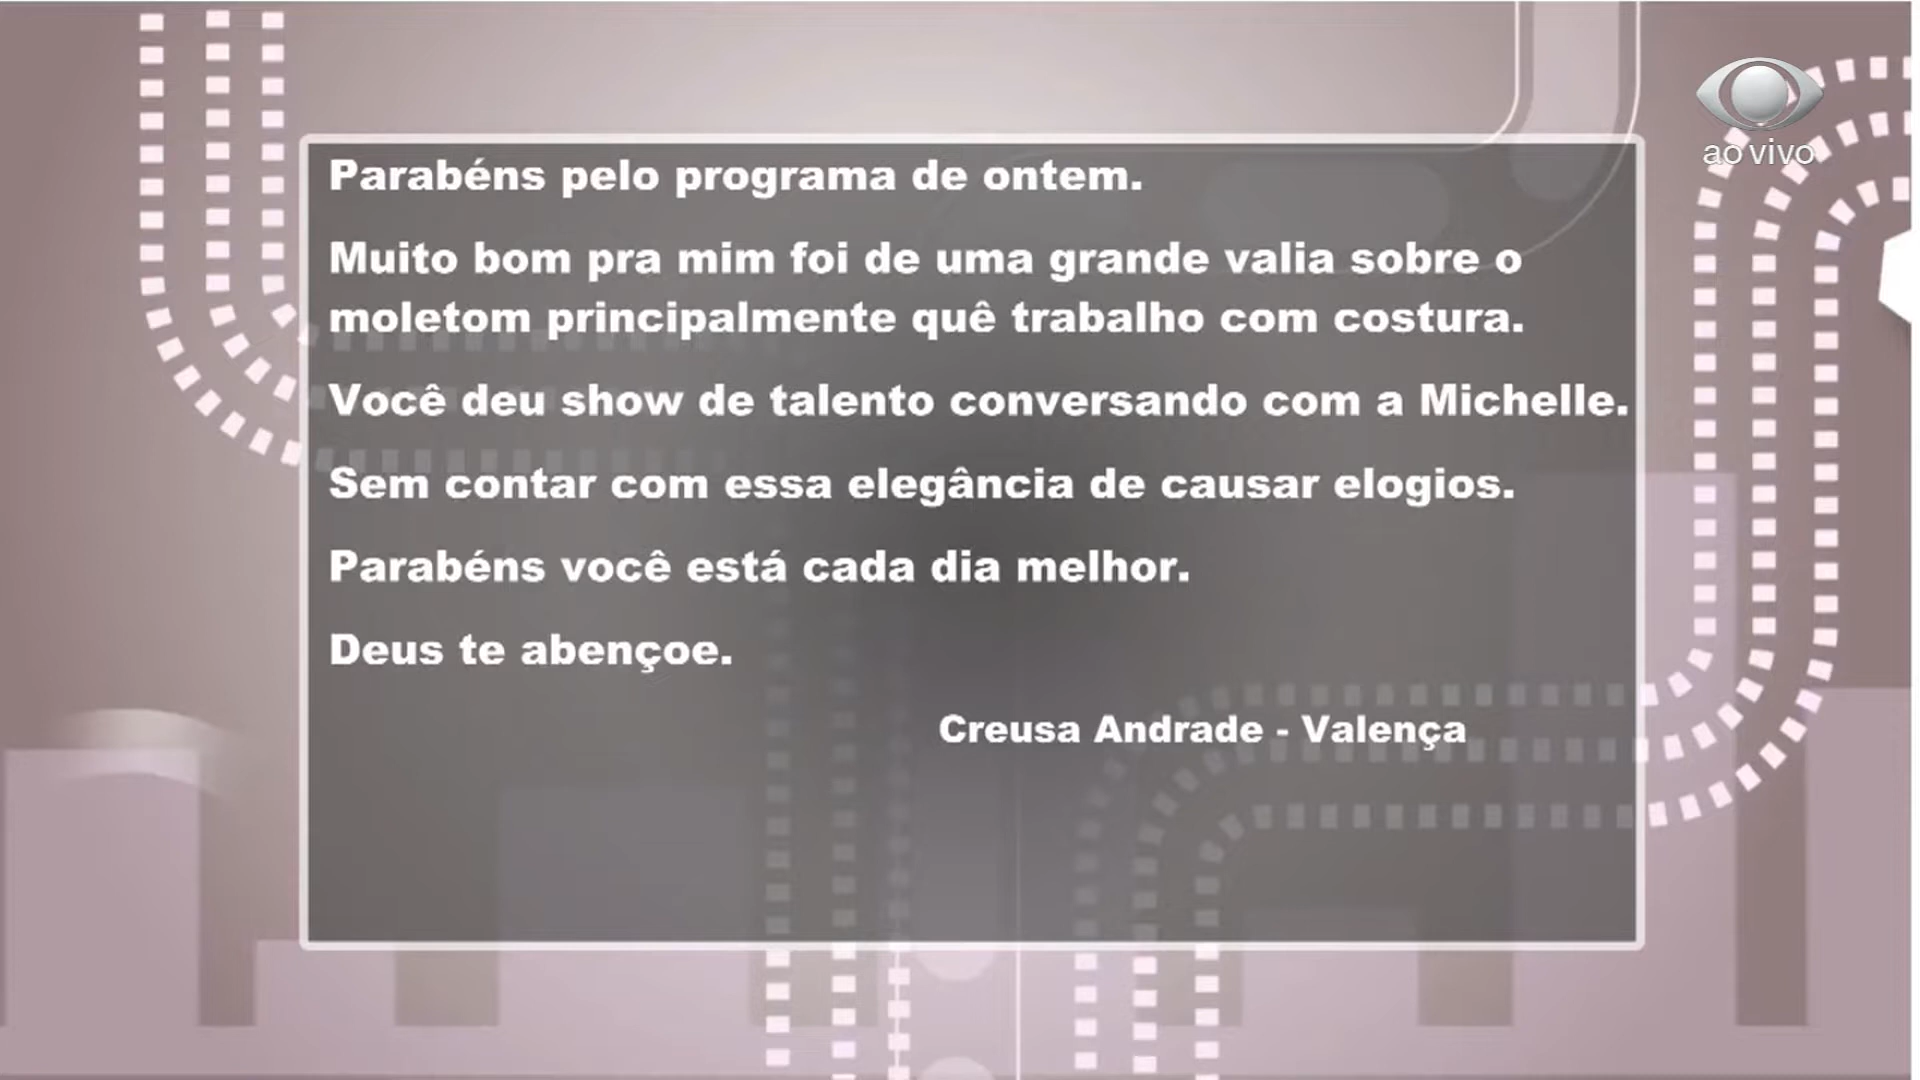 ao vivo
Parabéns pelo programa de ontem.
Muito bom pra mim foi de uma grande valia sobre o
moletom principalmente quê trabalho com costura.
Você deu show de talento conversando com a Michelle.
Sem contar com essa elegância de causar elogios.
Parabéns você está cada dia melhor.
Deus te abençoe.
Creusa Andrade - Valença